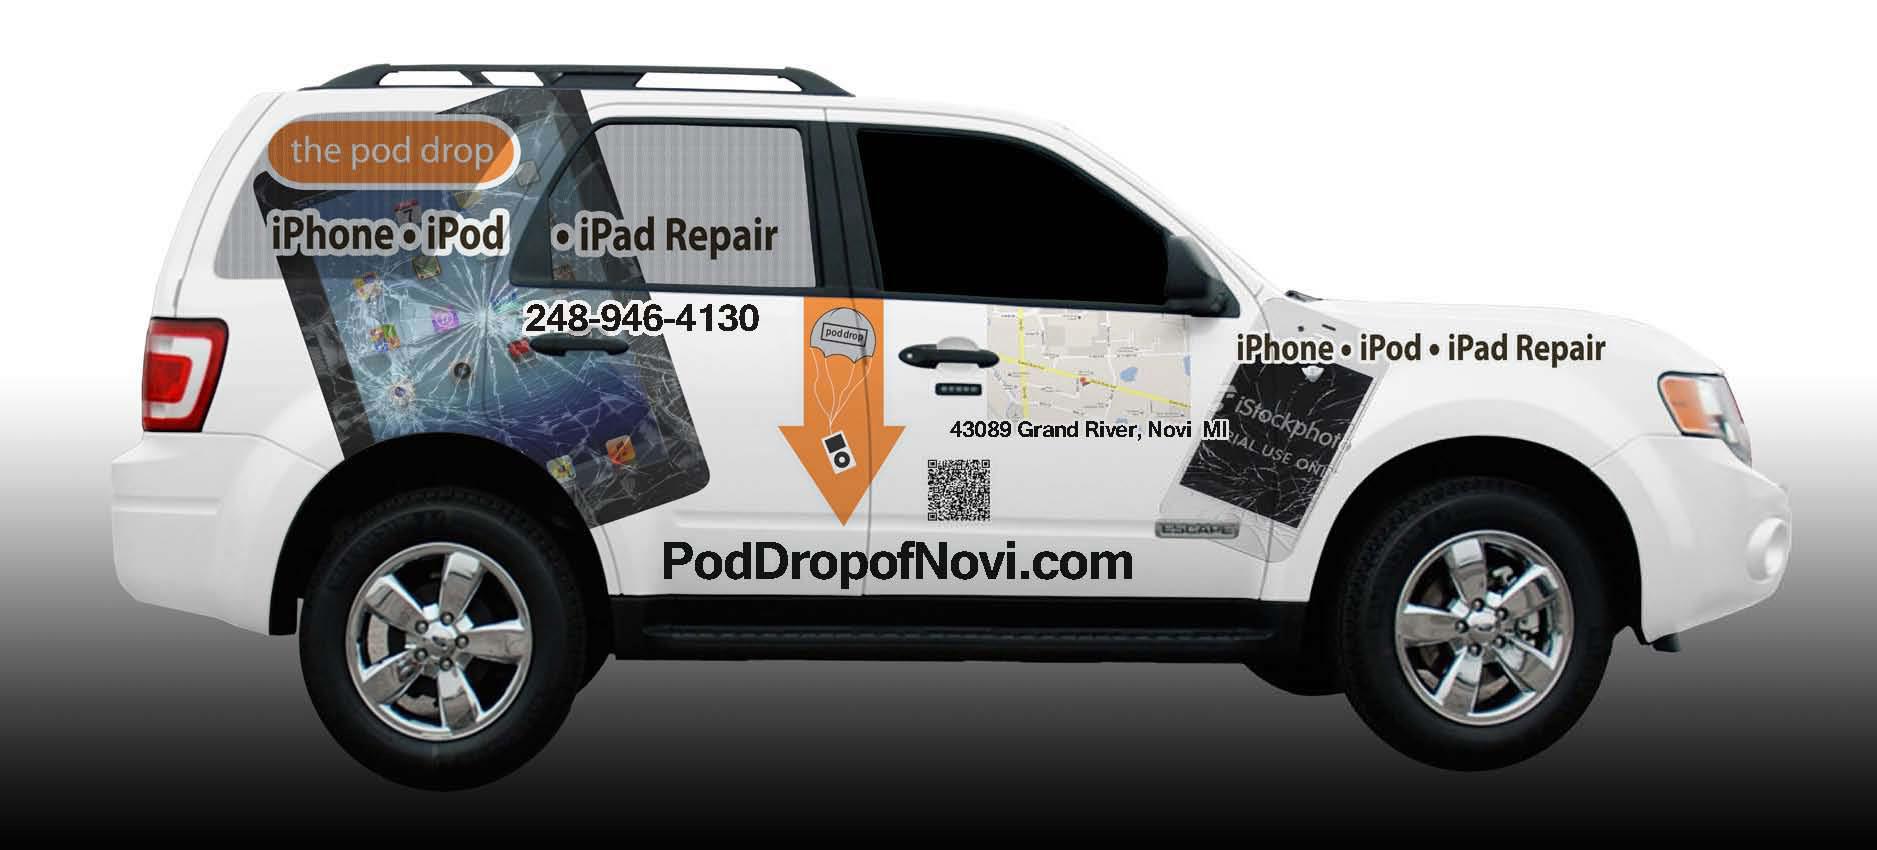 the pod drop
iPhone • iPod • iPad Repair
248-946-4130
pod drop
iPhone • iPod • iPad Repair
iStockphoto
43089 Grand River, Novi MI
IAL USE ONL
ESCAPE
PodDropofNovi.com